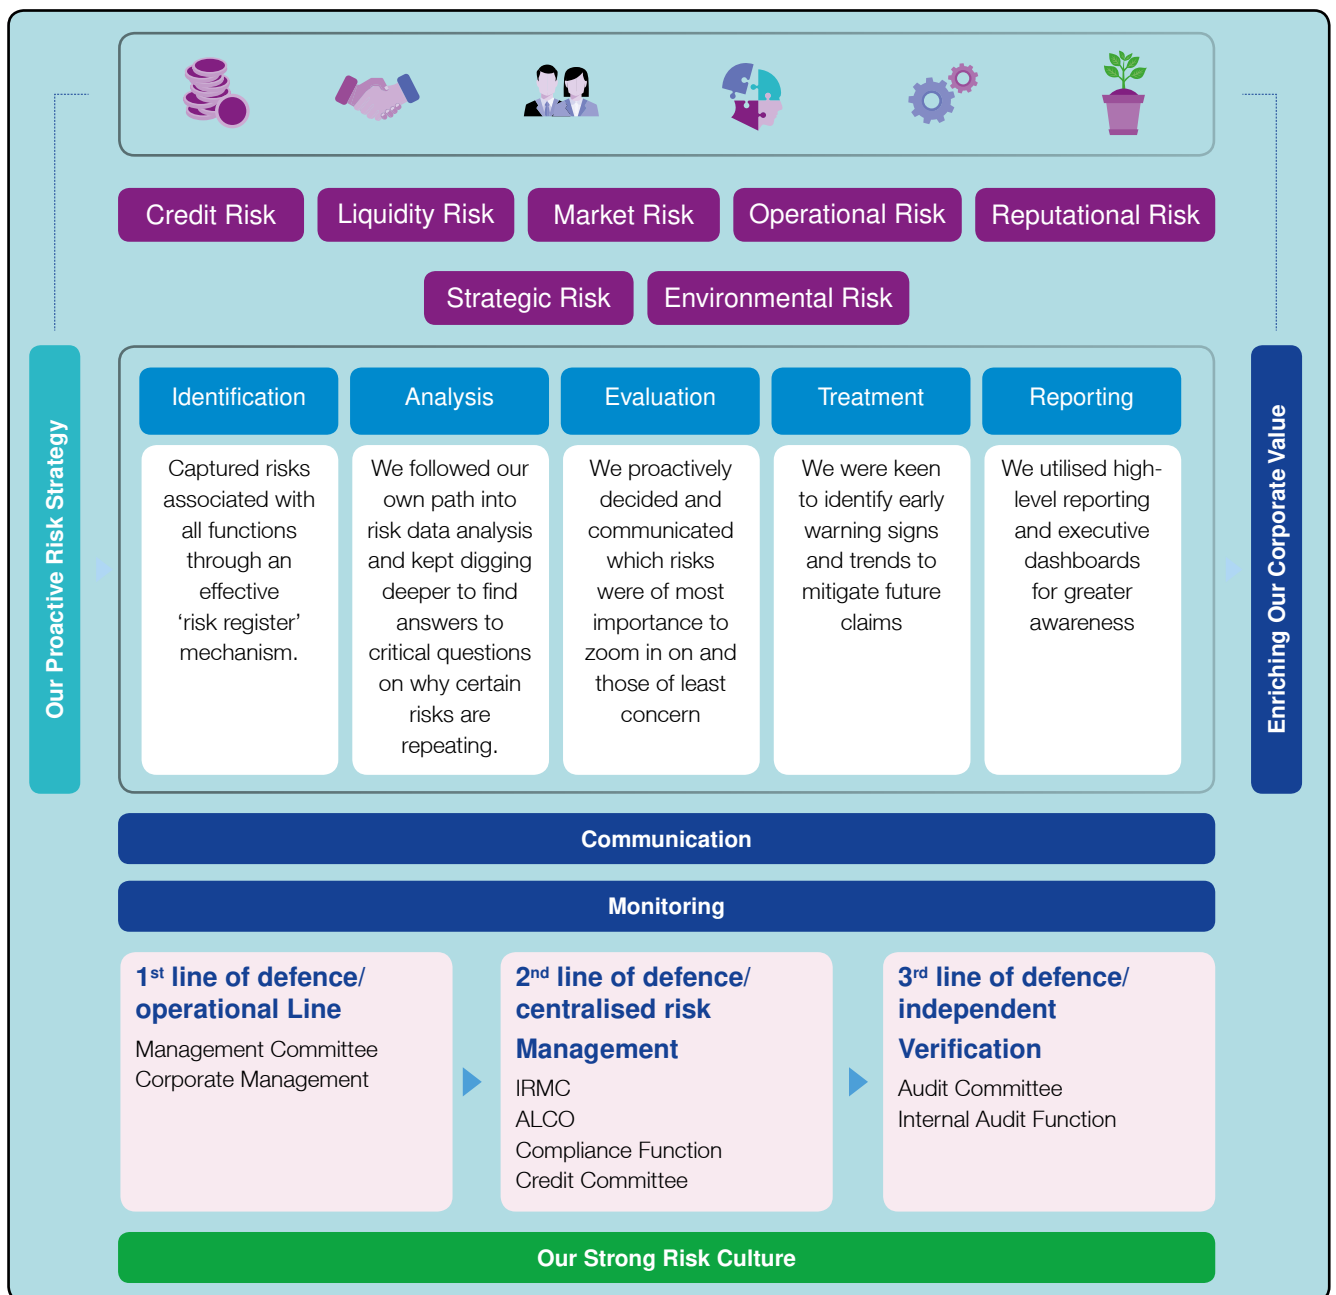 Credit Risk
Liquidity Risk
Market Risk
Operational Risk
Reputational Risk
Strategic Risk
Environmental Risk
Our Proactive Risk Strategy
Identification
Captured risks
associated with
all functions
through an
effective
‘risk register’
mechanism.
Analysis
We followed our
own path into
risk data analysis
and kept digging
deeper to find
answers to
critical questions
on why certain
risks are
repeating.
Evaluation
We proactively
decided and
communicated
which risks
were of most
importance to
zoom in on and
those of least
concern
Treatment
We were keen
to identify early
warning signs
and trends to
mitigate future
claims
Reporting
We utilised high-
level reporting
and executive
dashboards
for greater
awareness
Enriching Our Corporate Value
Communication
Monitoring
1st line of defence/
operational Line
Management Committee
Corporate Management
2nd line of defence/
centralised risk
Management
IRMC
ALCO
Compliance Function
Credit Committee
3rd line of defence/
independent
Verification
Audit Committee
Internal Audit Function
Our Strong Risk Culture